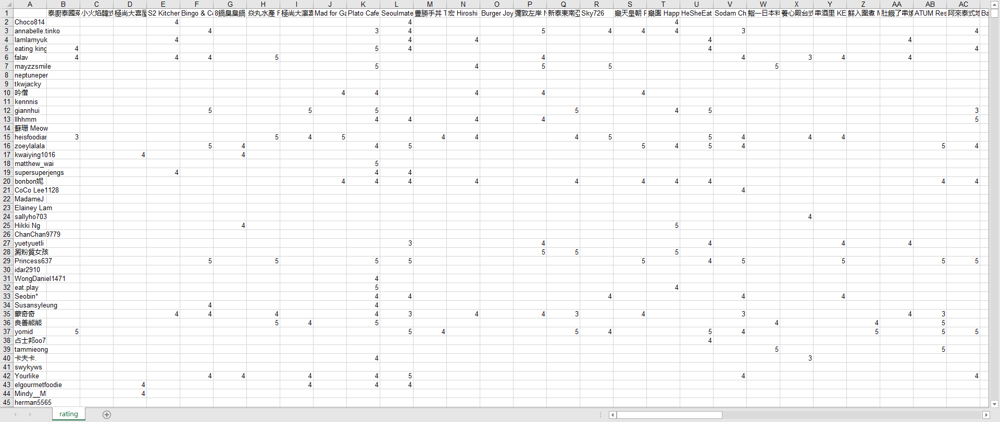 A B C D E F G H I J K L M N O P Q R S T U V W X Y Z AA AB AC
1 泰廚泰國菜 小火焰韓式 極尚大喜屋 S2 Kitchen Bingo & Co 8鍋臭臭鍋 焱丸水產 F 極尚大瀛喜 Mad for Ga Plato Cafe Seoulmate 豊勝手丼 T 宏 Hiroshi Burger Joy 彌敦左岸 N 新泰東南亞 Sky726 樂天皇朝 P 樂園 Happ HeSheEat Sodam Ch 鮨一日本料 養心殿台式 串酒里 KE 鮮入圍煮 M 肚餓了串燒 ATUM Res 阿來泰式地 Ba
2 Choco814 4 4 4
3 annabelle.tinko 4 3 4 5 4 4 4 3 4
4 lamlamyuk 4 4 4 4 4
5 eating king 4 5 4 4 4
6 falav 4 4 4 5 4 4 3 4 4
7 mayzzsmile 5 4 5 5 5
8 neptuneper
9 tkwjacky
10 吟僧 4 4 4 4 4
11 kennnis
12 giannhui 5 5 5 5 4 5 3
13 llhhmm 4 4 4 4 5
14 蘇珊 Meow
15 heisfoodiar 3 5 4 5 4 4 4 5 5 4 4 4
16 zoeylalala 5 4 4 5 5 4 5 4 5 4
17 kwaiying1016 4 4
18 matthew_wai 5
19 supersuperjengs 4 4 4
20 bonbon妮 4 4 4 4 4 4 4 4 4 4
21 CoCo Lee1128 4
22 MadameJ
23 Elainey Lam
24 sallyho703 4
25 Hikki Ng 4 5
26 ChanChan9779
27 yuetyuetli 3 4 4 4 4
28 澱粉質女孩 5 5 5
29 Princess637 5 5 5 5 5 4 5 5 5 5
30 idar2910
31 WongDaniel1471 4
32 eat.play 5 4
33 Seobin* 4 4 4 4 4
34 Susansyleung 4 4
35 蒙奇奇 4 4 4 4 3 4 4 3 4 3 4 3
36 良善熊熊 5 4 5 4 4 5
37 yomid 5 5 4 5 4 5 4 5 5 5
38 占士邦oo7 4
39 tammieong 5 5
40 卡夫卡. 4 3
41 swykyws
42 Yourlike 4 4 4 4 5 4 4
43 elgourmetfoodie 4 4 4 4
44 Mindy__M 4
45 herman5565
rating